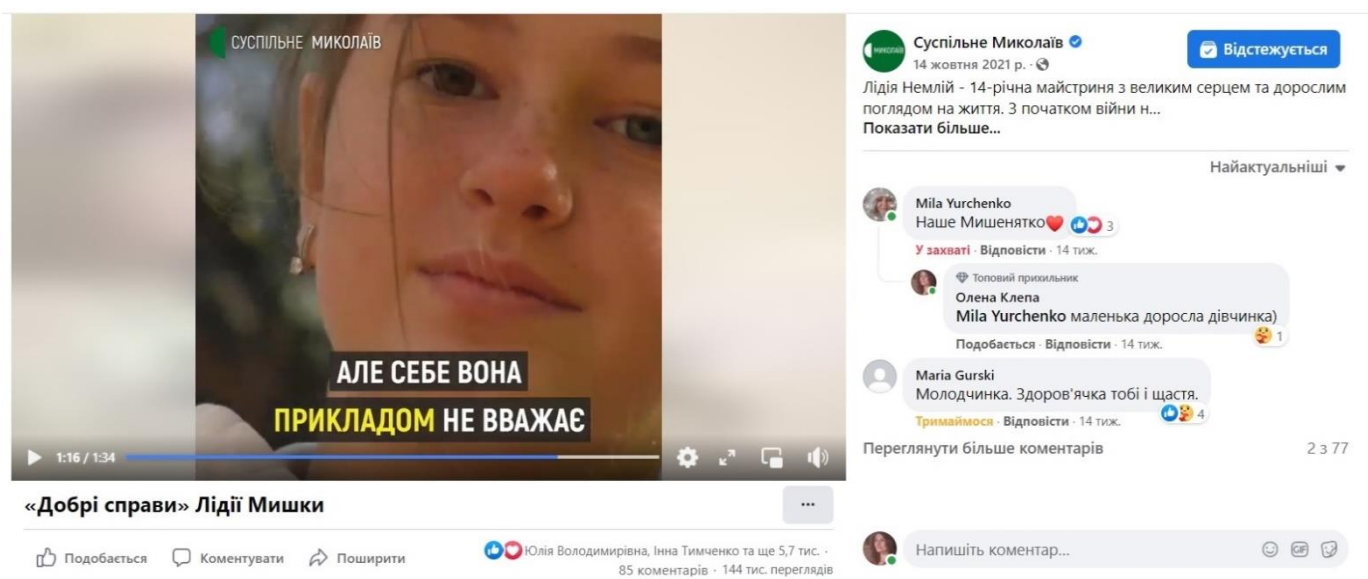 СУСПІЛЬНЕ МИКОЛАЇВ
АЛЕ СЕБЕ ВОНА
ПРИКЛАДОМ НЕ ВВАЖАЄ
1:16 / 1:34
«Добрі справи» Лідії Мишки
...
Подобається Коментувати Поширити
Юлія Володимирівна, Інна Тимченко та ще 5,7 тис. ·
85 коментарів · 144 тис. переглядів
МИКОЛАЇВ
Суспільне Миколаїв
14 жовтня 2021 р. ·
Відстежується
Лідія Немлій - 14-річна майстриня з великим серцем та дорослим
поглядом на життя. З початком війни н...
Показати більше...
Найактуальніші
Mila Yurchenko
Наше Мишенятко❤️ 3
У захваті · Відповісти · 14 тиж.
Топовий прихильник
Олена Клепа
Mila Yurchenko маленька доросла дівчинка)
1
Подобається · Відповісти · 14 тиж.
Maria Gurski
Молодчинка. Здоров'ячка тобі і щастя.
4
Тримаймося · Відповісти · 14 тиж.
Переглянути більше коментарів 2 з 77
Напишіть коментар...
GIF